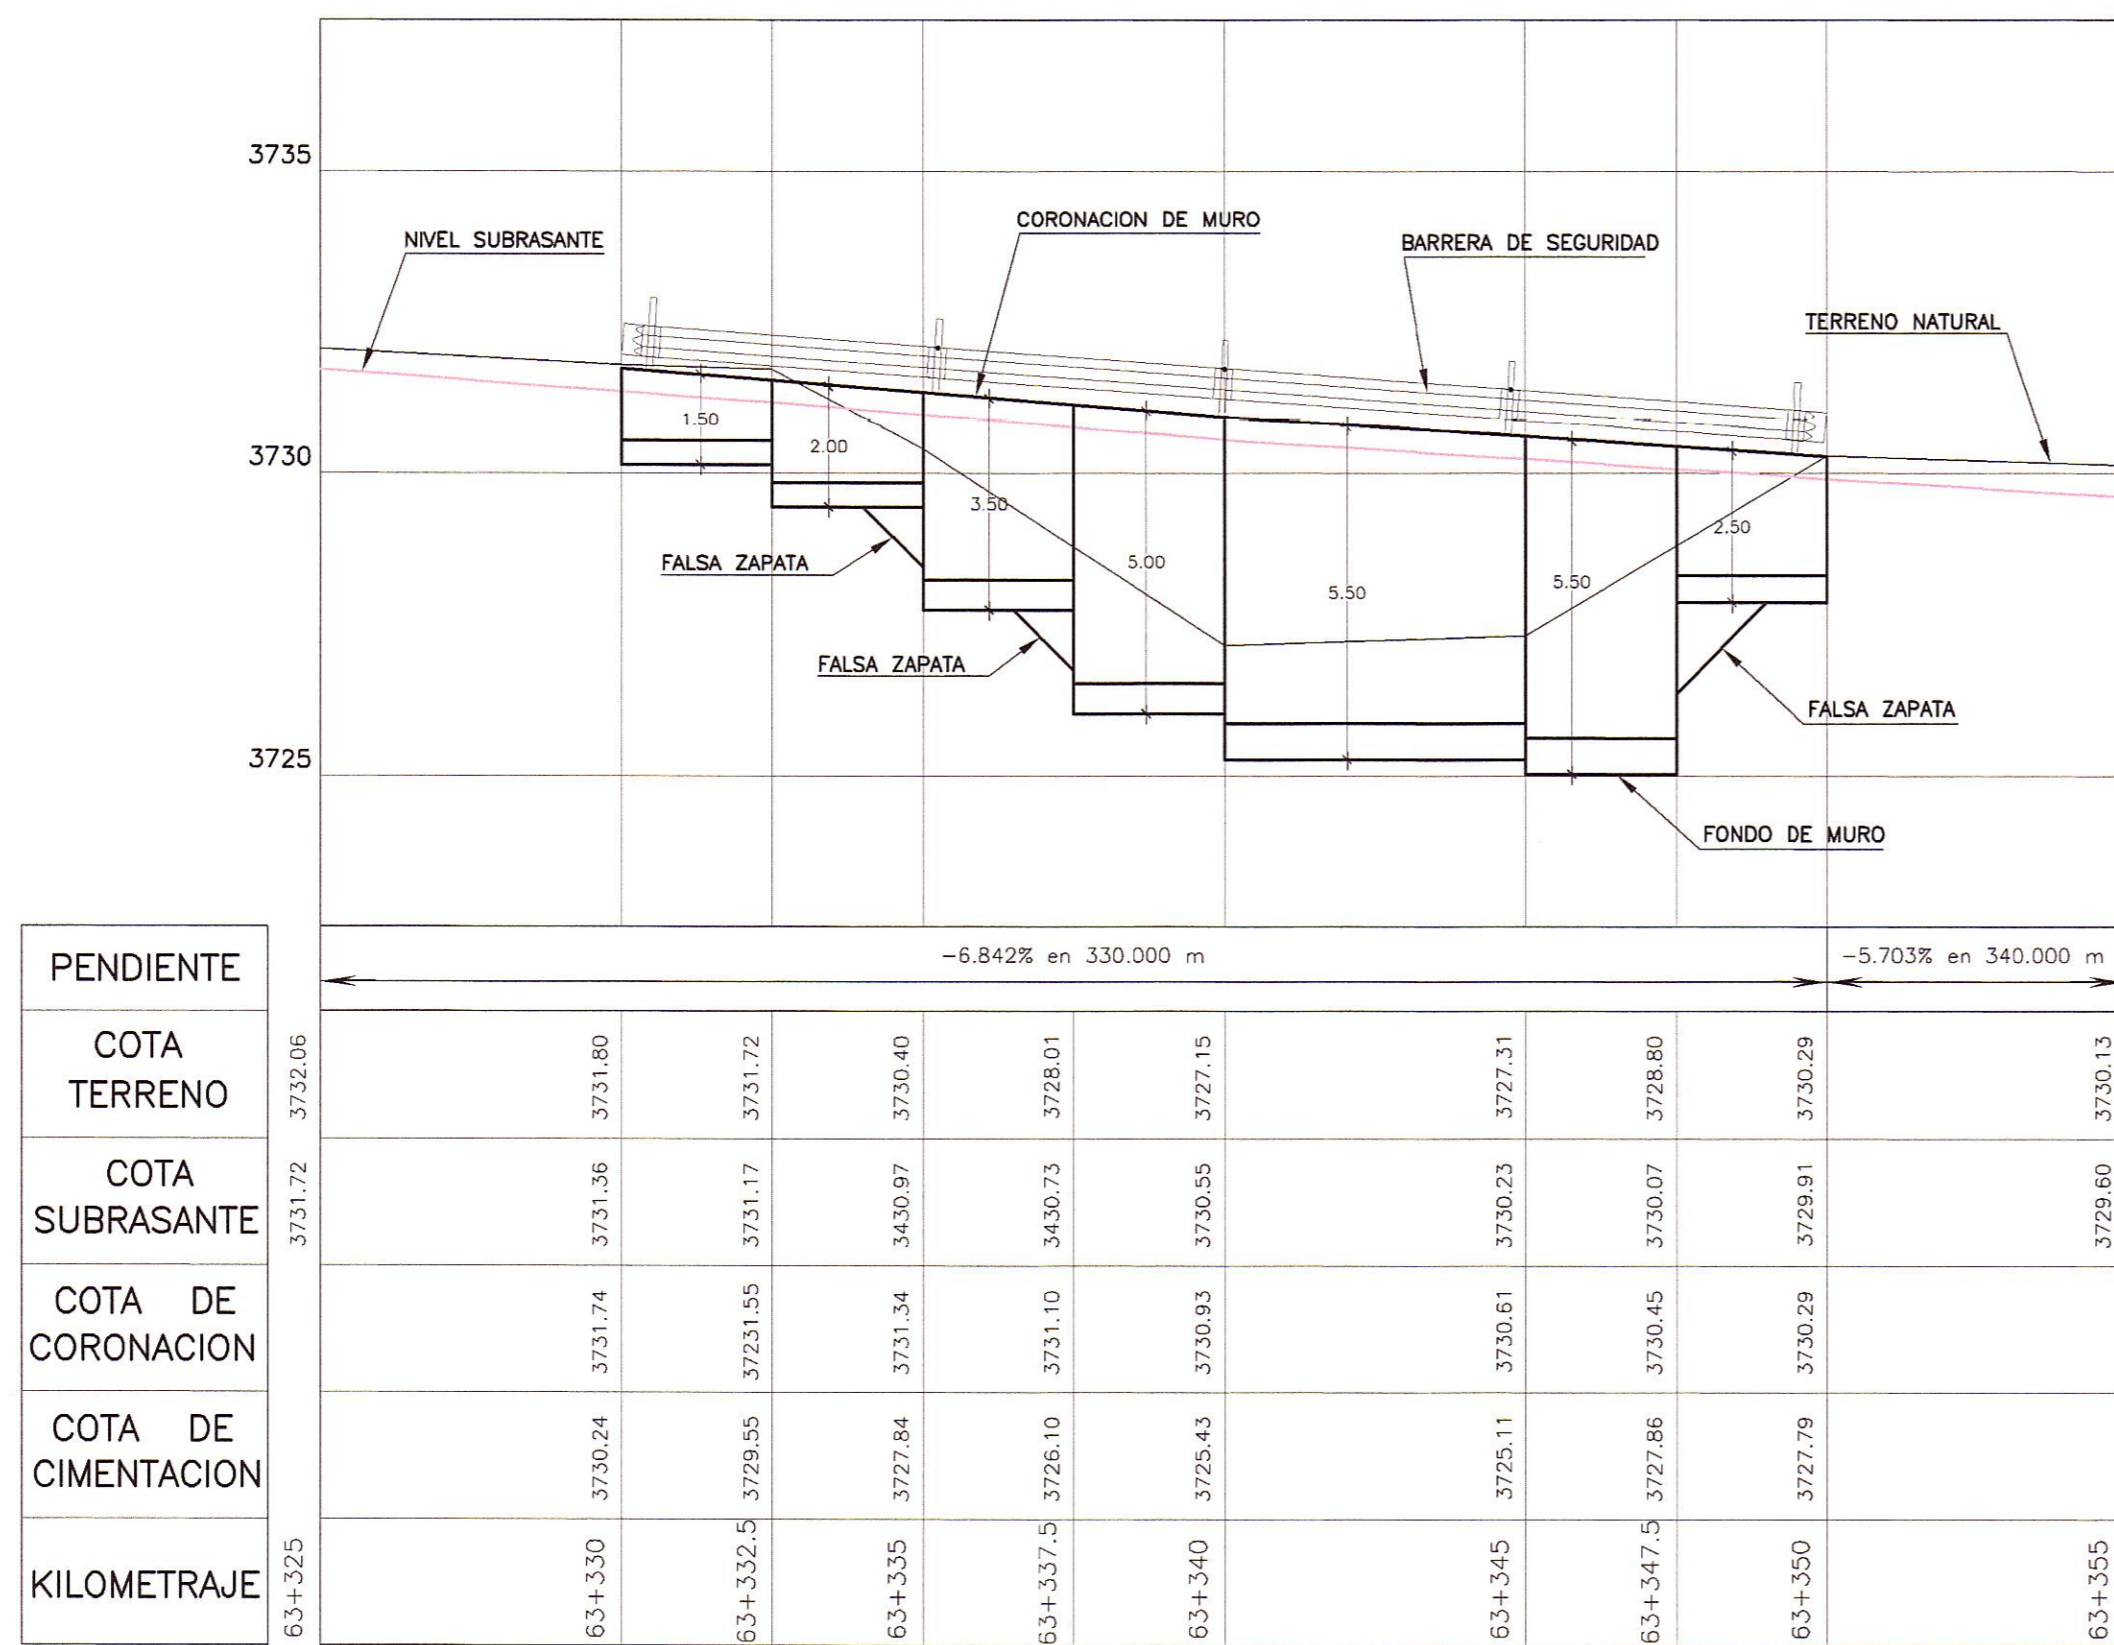 3735
CORONACION DE MURO
NIVEL SUBRASANTE
BARRERA DE SEGURIDAD
TERRENO NATURAL
3730
1.50
2.00
3.50
2.50
FALSA ZAPATA
5.00
5.50
5.50
FALSA ZAPATA
FALSA ZAPATA
3725
FONDO DE MURO
PENDIENTE
-6.842% en 330.000 m
-5.703% en 340.000 m
COTA
TERRENO
3732.06
3731.80
3731.72
3730.40
3728.01
3727.15
3727.31
3728.80
3730.29
3730.13
COTA
SUBRASANTE
3731.72
3731.36
3731.17
3430.97
3430.73
3730.55
3730.23
3730.07
3729.91
3729.60
COTA DE
CORONACION
3731.74
37231.55
3731.34
3731.10
3730.93
3730.61
3730.45
3730.29
COTA DE
CIMENTACION
3730.24
3729.55
3727.84
3726.10
3725.43
3725.11
3727.86
3727.79
KILOMETRAJE
63+325
63+330
63+332.5
63+335
63+337.5
63+340
63+345
63+347.5
63+350
63+355